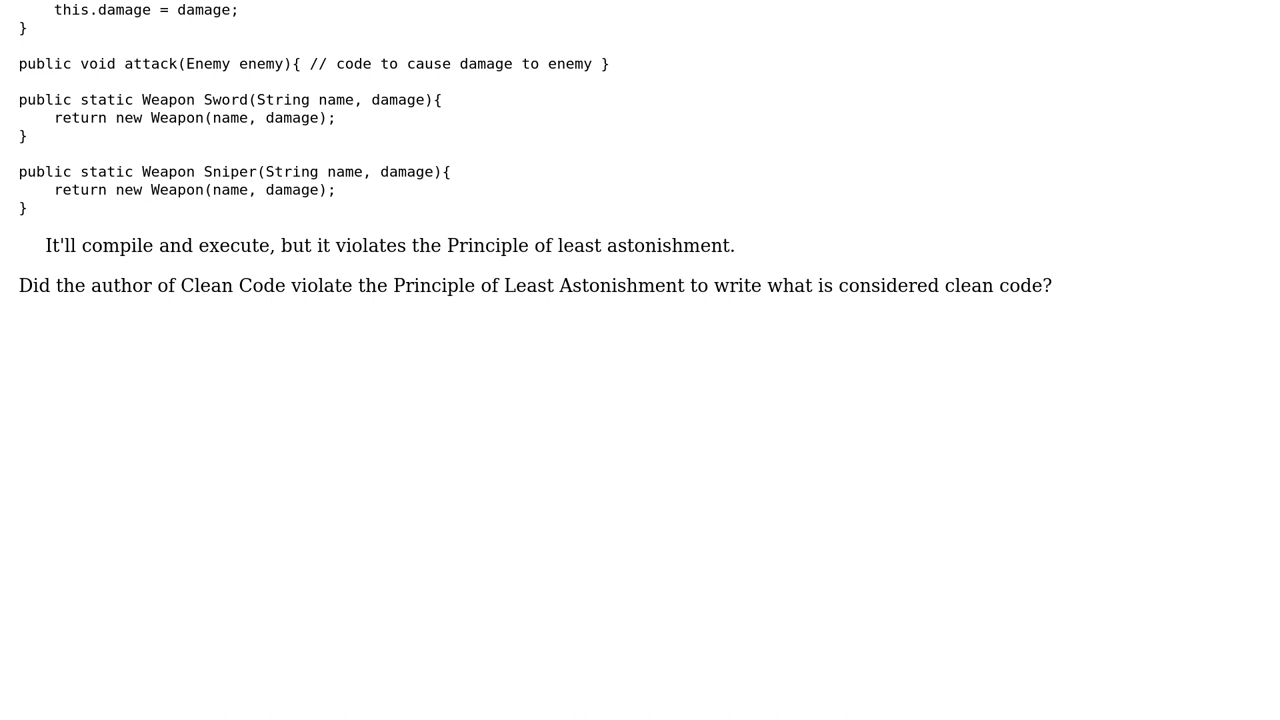 this.damage = damage;
}
public void attack(Enemy enemy){ // code to cause damage to enemy }
public static Weapon Sword(String name, damage){
return new Weapon(name, damage);
}
public static Weapon Sniper(String name, damage){
return new Weapon(name, damage);
}
It'll compile and execute, but it violates the Principle of least astonishment.
Did the author of Clean Code violate the Principle of Least Astonishment to write what is considered clean code?